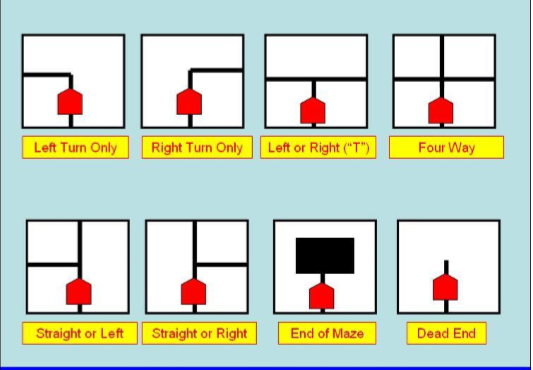 Left Turn Only
Right Turn Only
Left or Right ("T")
Four Way
Straight or Left
Straight or Right
End of Maze
Dead End